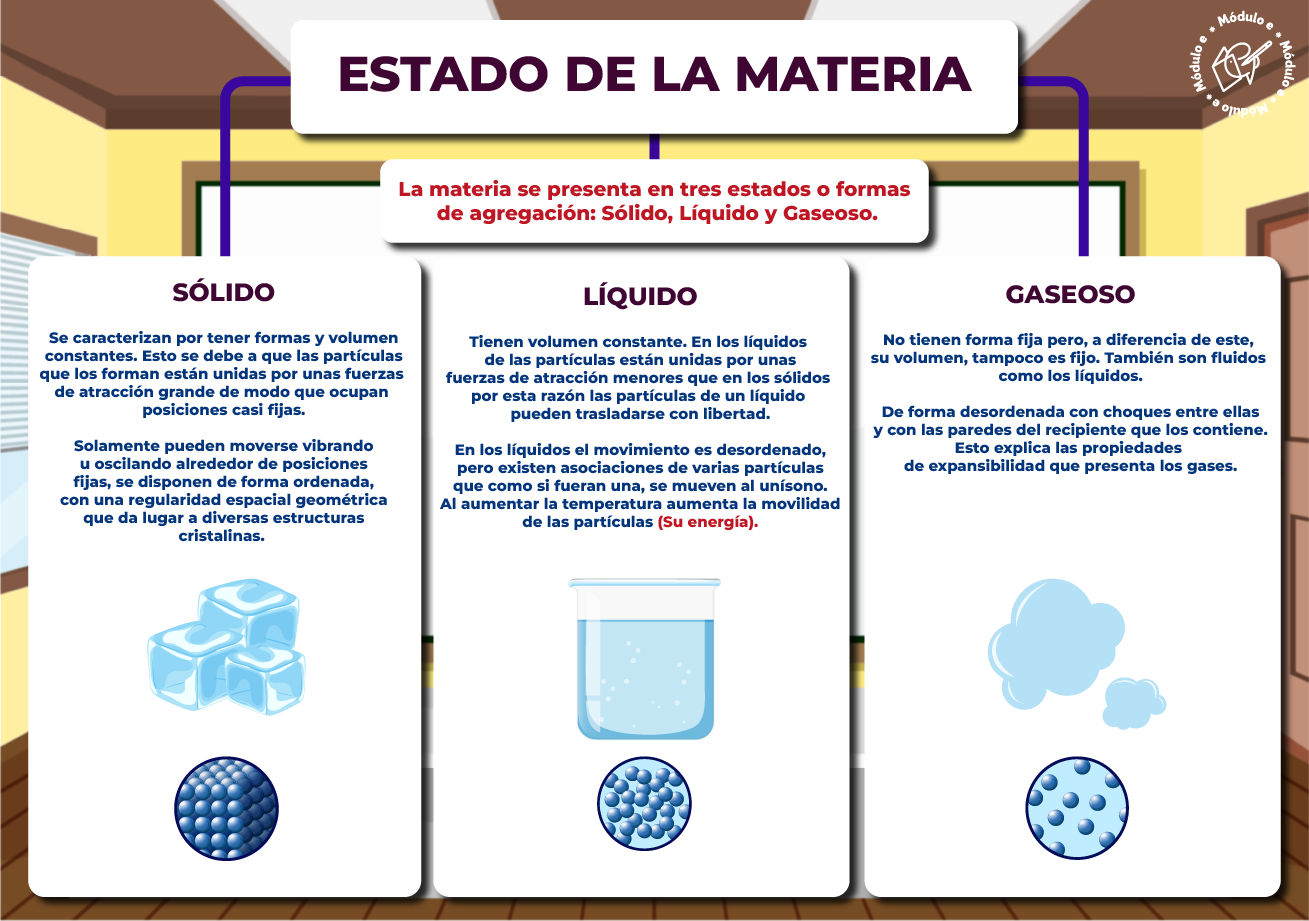 ESTADO DE LA MATERIA
Módulo e * Módulo e * Módulo e * Módulo e *
La materia se presenta en tres estados o formas
de agregación: Sólido, Líquido y Gaseoso.
SÓLIDO
Se caracterizan por tener formas y volumen
constantes. Esto se debe a que las partículas
que los forman están unidas por unas fuerzas
de atracción grande de modo que ocupan
posiciones casi fijas.
Solamente pueden moverse vibrando
u oscilando alrededor de posiciones
fijas, se disponen de forma ordenada,
con una regularidad espacial geométrica
que da lugar a diversas estructuras
cristalinas.
LÍQUIDO
Tienen volumen constante. En los líquidos
de las partículas están unidas por unas
fuerzas de atracción menores que en los sólidos
por esta razón las partículas de un líquido
pueden trasladarse con libertad.
En los líquidos el movimiento es desordenado,
pero existen asociaciones de varias partículas
que como si fueran una, se mueven al unísono.
Al aumentar la temperatura aumenta la movilidad
de las partículas (Su energía).
GASEOSO
No tienen forma fija pero, a diferencia de este,
su volumen, tampoco es fijo. También son fluidos
como los líquidos.
De forma desordenada con choques entre ellas
y con las paredes del recipiente que los contiene.
Esto explica las propiedades
de expansibilidad que presenta los gases.